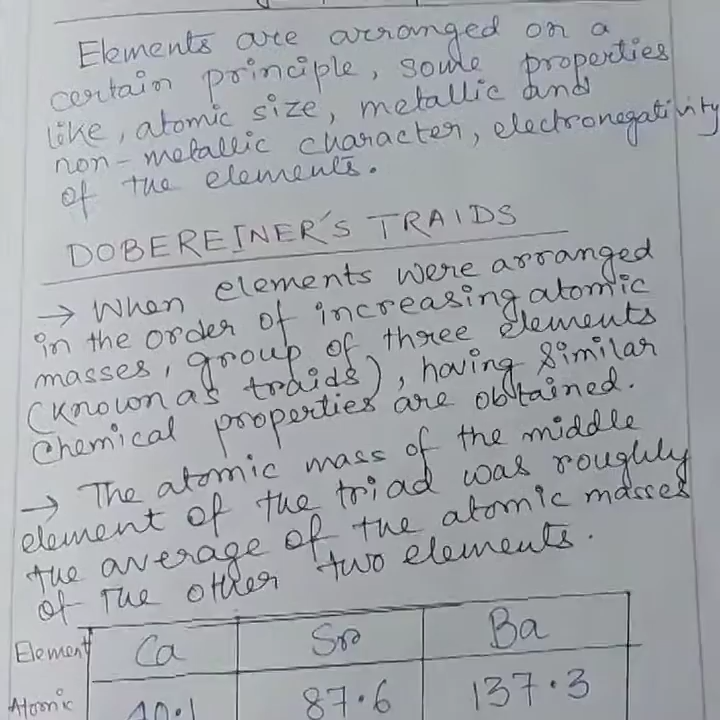 Elements are arranged on a
certain principle, some properties
like, atomic size, metallic and
non-metallic character, electronegativity
of the elements.
DOBEREINER'S TRAIDS
→ When elements were arranged
in the order of increasing atomic
masses, group of three elements
(known as traids), having similar
chemical properties are obtained.
→ The atomic mass of the middle
element of the triad was roughly
the average of the atomic masses
of The other two elements.
Element Ca Sr Ba
Atomic 40.1 87.6 137.3